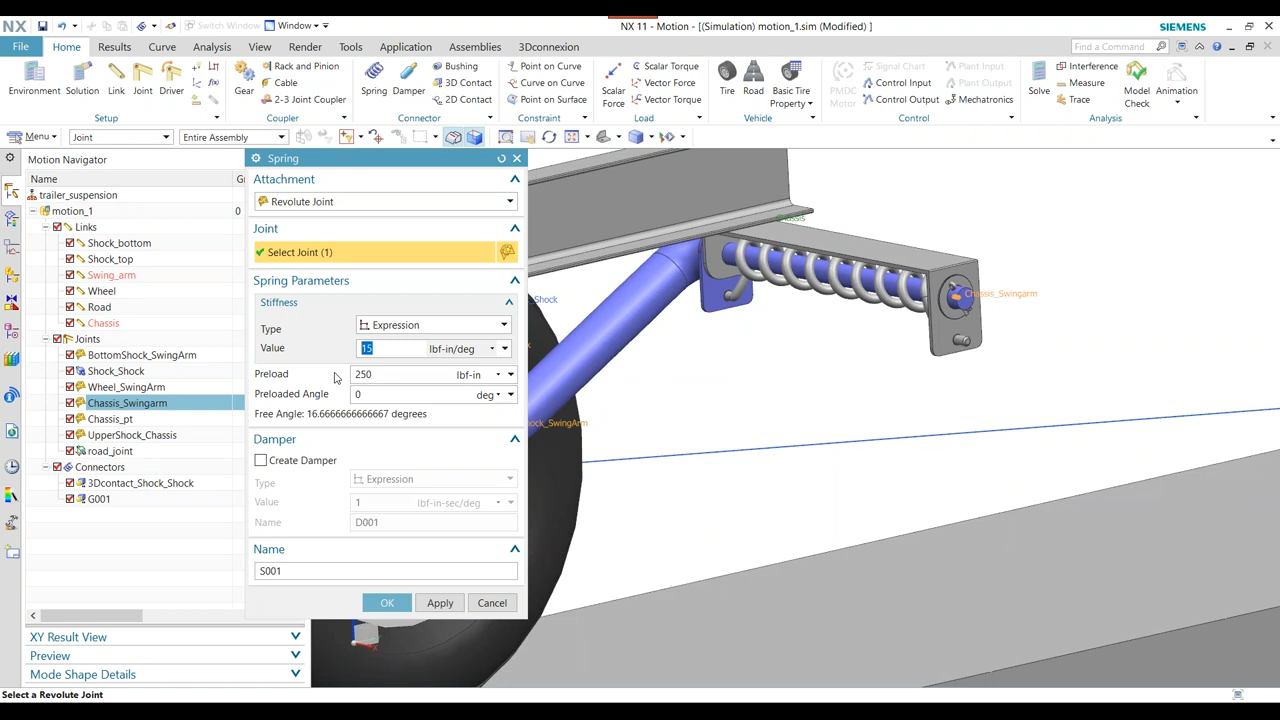 NX
Switch Window
Window
NX 11 - Motion - [(Simulation) motion_1.sim (Modified) ]
SIEMENS
File
Home
Results
Curve
Analysis
View
Render
Tools
Application
Assemblies
3Dconnexion
Find a Command
Environment
Solution
Link
Joint
Driver
Setup
Gear
Rack and Pinion
Cable
2-3 Joint Coupler
Coupler
Spring
Damper
Bushing
3D Contact
2D Contact
Connector
Point on Curve
Curve on Curve
Point on Surface
Constraint
Scalar
Force
Scalar Torque
Vector Force
Vector Torque
Load
Tire
Road
Basic Tire
Property
Vehicle
PMDC
Motor
Signal Chart
Control Input
Control Output
Plant Input
Plant Output
Mechatronics
Control
Solve
Interference
Measure
Trace
Model
Check
Animation
Analysis
Menu
Joint
Entire Assembly
Motion Navigator
Name
trailer_suspension
motion_1
0
Links
Shock_bottom
Shock_top
Swing_arm
Wheel
Road
Chassis
Joints
BottomShock_SwingArm
Shock_Shock
Wheel_SwingArm
Chassis_Swingarm
Chassis_pt
UpperShock_Chassis
road_joint
Connectors
3Dcontact_Shock_Shock
G001
XY Result View
Preview
Mode Shape Details
Select a Revolute Joint
Spring
Attachment
Revolute Joint
Joint
Select Joint (1)
Spring Parameters
Stiffness
Type
Expression
Value
15
lbf-in/deg
Preload
250
lbf-in
Preloaded Angle
0
deg
Free Angle: 16.6666666666667 degrees
Damper
Create Damper
Type
Expression
Value
1
lbf-in-sec/deg
Name
D001
Name
S001
OK
Apply
Cancel
Chassis
Chassis_Swingarm